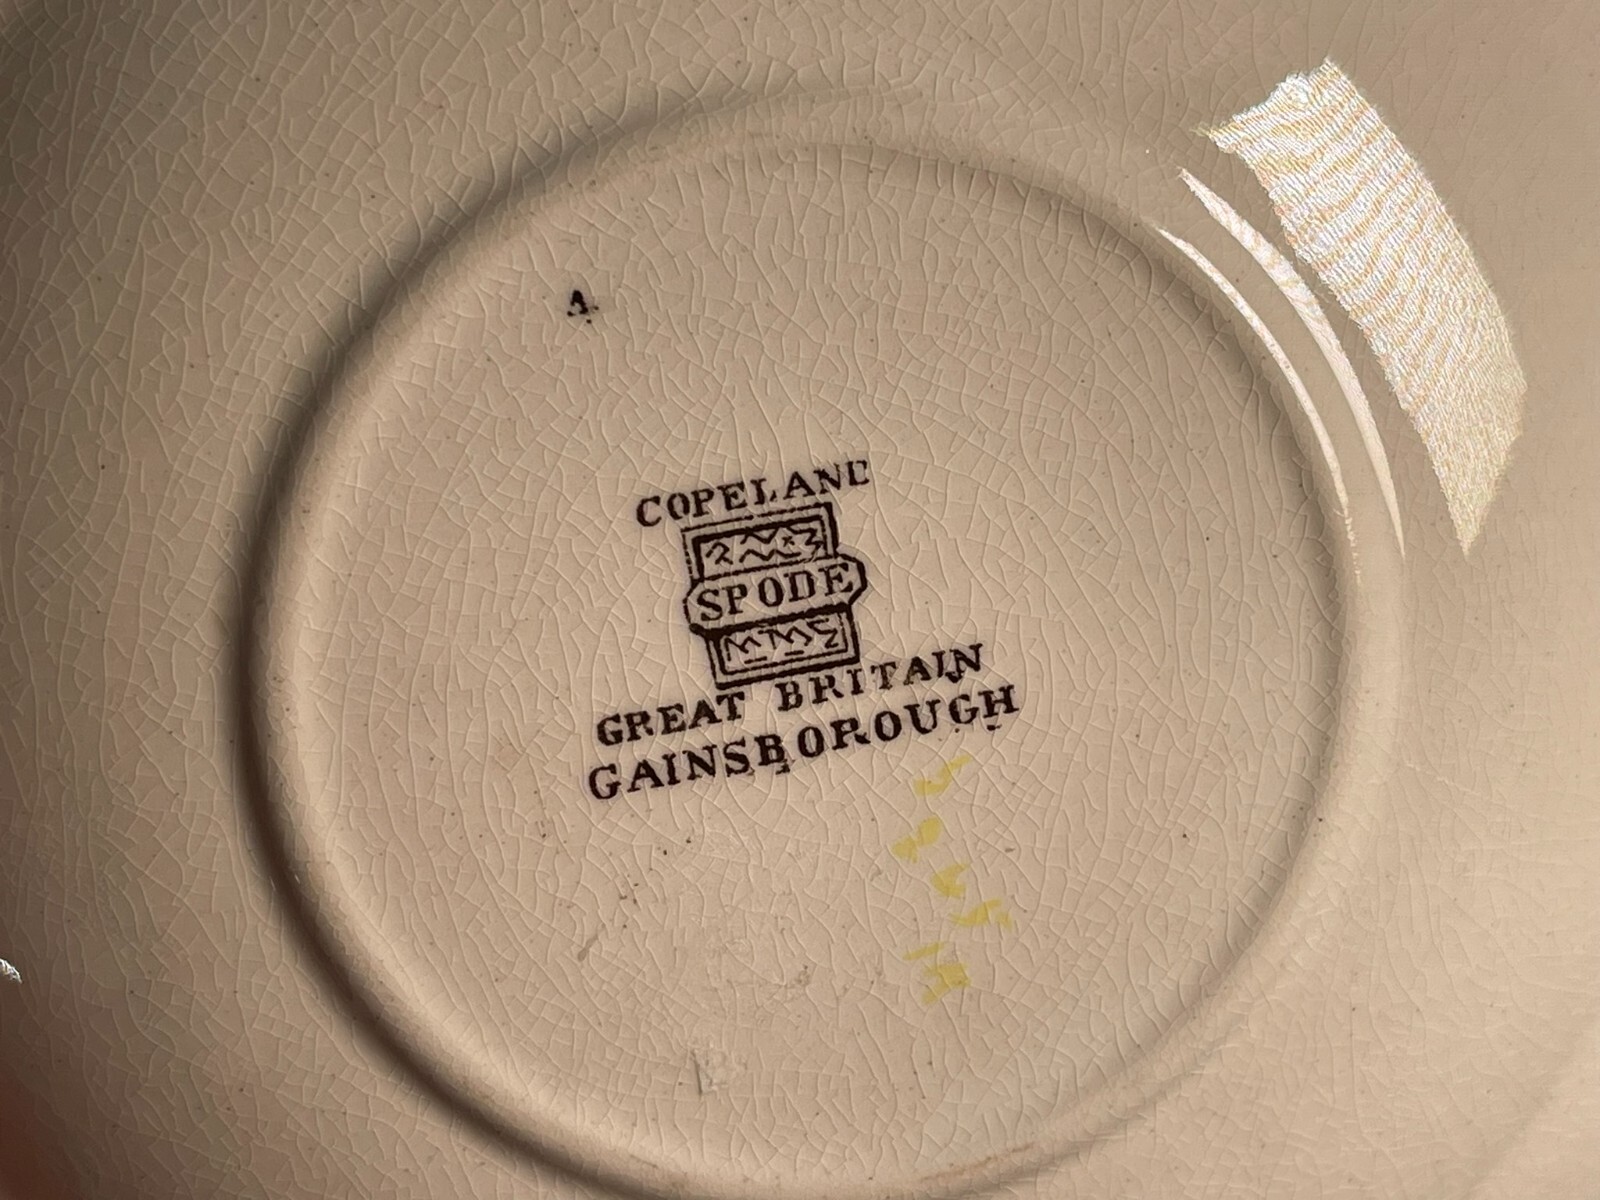 A
COPELAND
SPODE
GREAT BRITAIN
GAINSBOROUGH